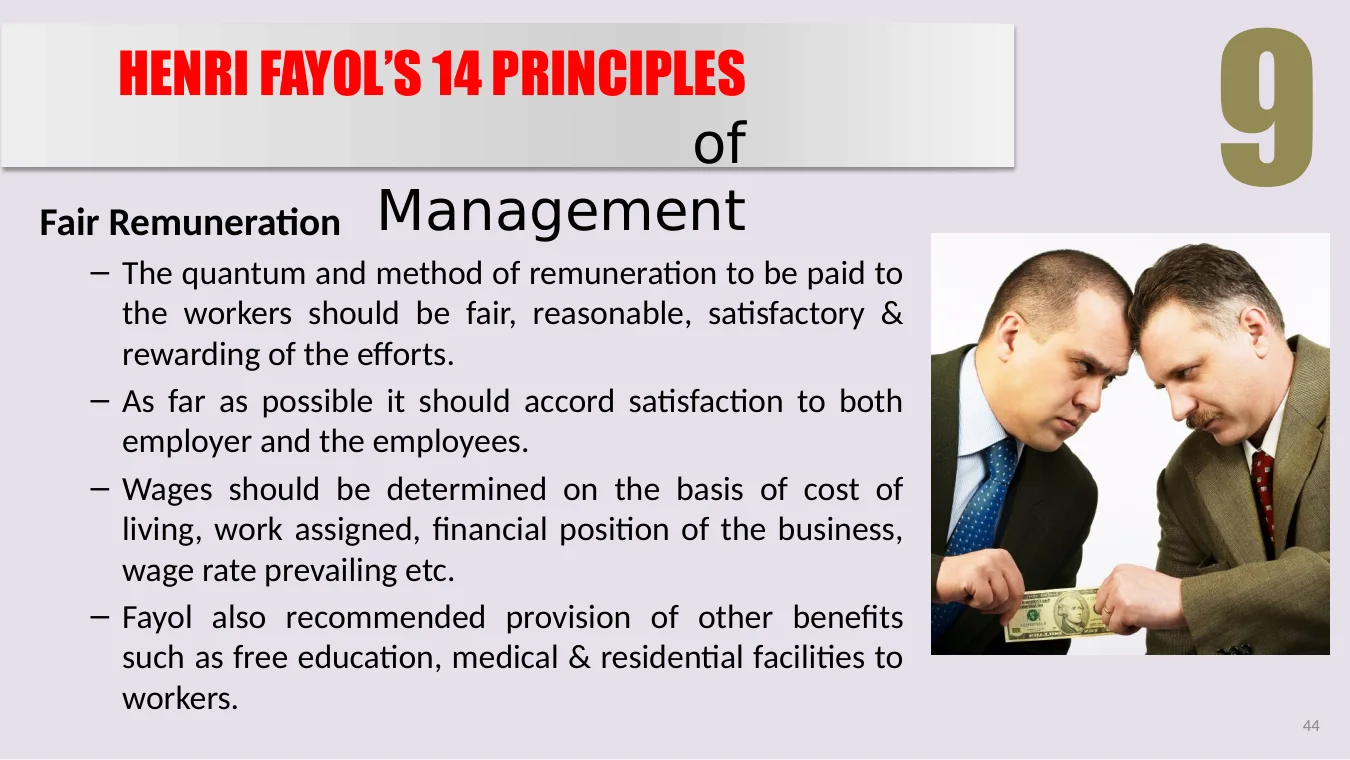 HENRI FAYOL’S 14 PRINCIPLES
of
Management
9
Fair Remuneration
– The quantum and method of remuneration to be paid to
the workers should be fair, reasonable, satisfactory &
rewarding of the efforts.
– As far as possible it should accord satisfaction to both
employer and the employees.
– Wages should be determined on the basis of cost of
living, work assigned, financial position of the business,
wage rate prevailing etc.
– Fayol also recommended provision of other benefits
such as free education, medical & residential facilities to
workers.
44